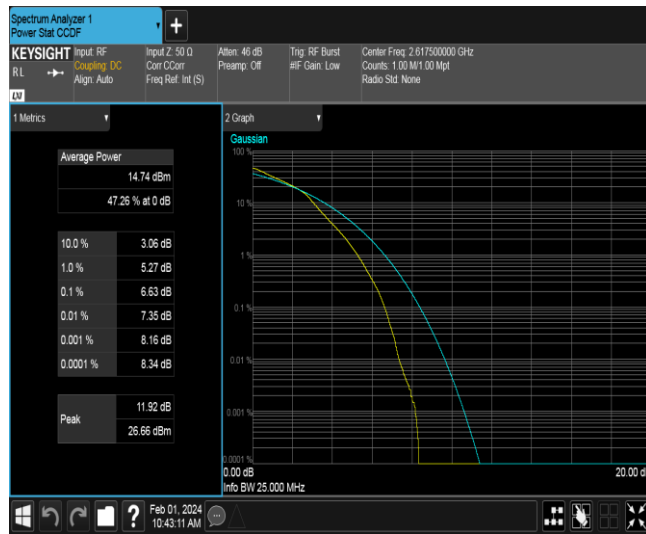 Spectrum Analyzer 1
Power Stat CCDF
+
KEYSIGHT
RL
LXI
Input: RF
Coupling: DC
Align: Auto
Input Z: 50 Ω
Corr CCorr
Freq Ref: Int (S)
Atten: 46 dB
Preamp: Off
Trig: RF Burst
#IF Gain: Low
Center Freq: 2.617500000 GHz
Counts: 1.00 M/1.00 Mpt
Radio Std: None
1 Metrics
Average Power
14.74 dBm
47.26 % at 0 dB
10.0 % 3.06 dB
1.0 % 5.27 dB
0.1 % 6.63 dB
0.01 % 7.35 dB
0.001 % 8.16 dB
0.0001 % 8.34 dB
Peak
11.92 dB
26.66 dBm
2 Graph
Gaussian
100 %
10 %
1 %
0.1 %
0.01 %
0.001 %
0.0001 %
0.00 dB
20.00 d
Info BW 25.000 MHz
?
Feb 01, 2024
10:43:11 AM